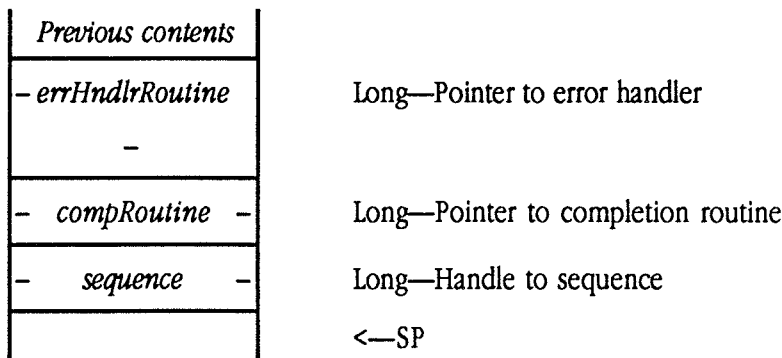 Previous contents
– errHndlrRoutine Long—Pointer to error handler
–
– compRoutine – Long—Pointer to completion routine
– sequence – Long—Handle to sequence
<—SP